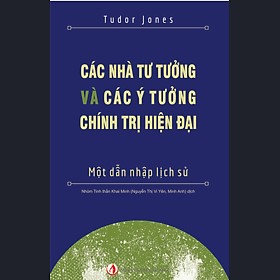 Tudor Jones
CÁC NHÀ TƯ TƯỞNG
VÀ CÁC Ý TƯỞNG
CHÍNH TRỊ HIỆN ĐẠI
Một dẫn nhập lịch sử
Nhóm Tinh thần Khai Minh (Nguyễn Thị Vi Yên, Minh Anh) dịch